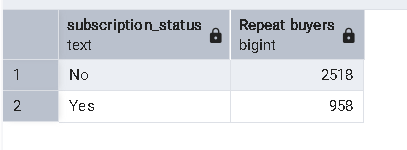 subscription_status Repeat buyers
text bigint
1 No 2518
2 Yes 958